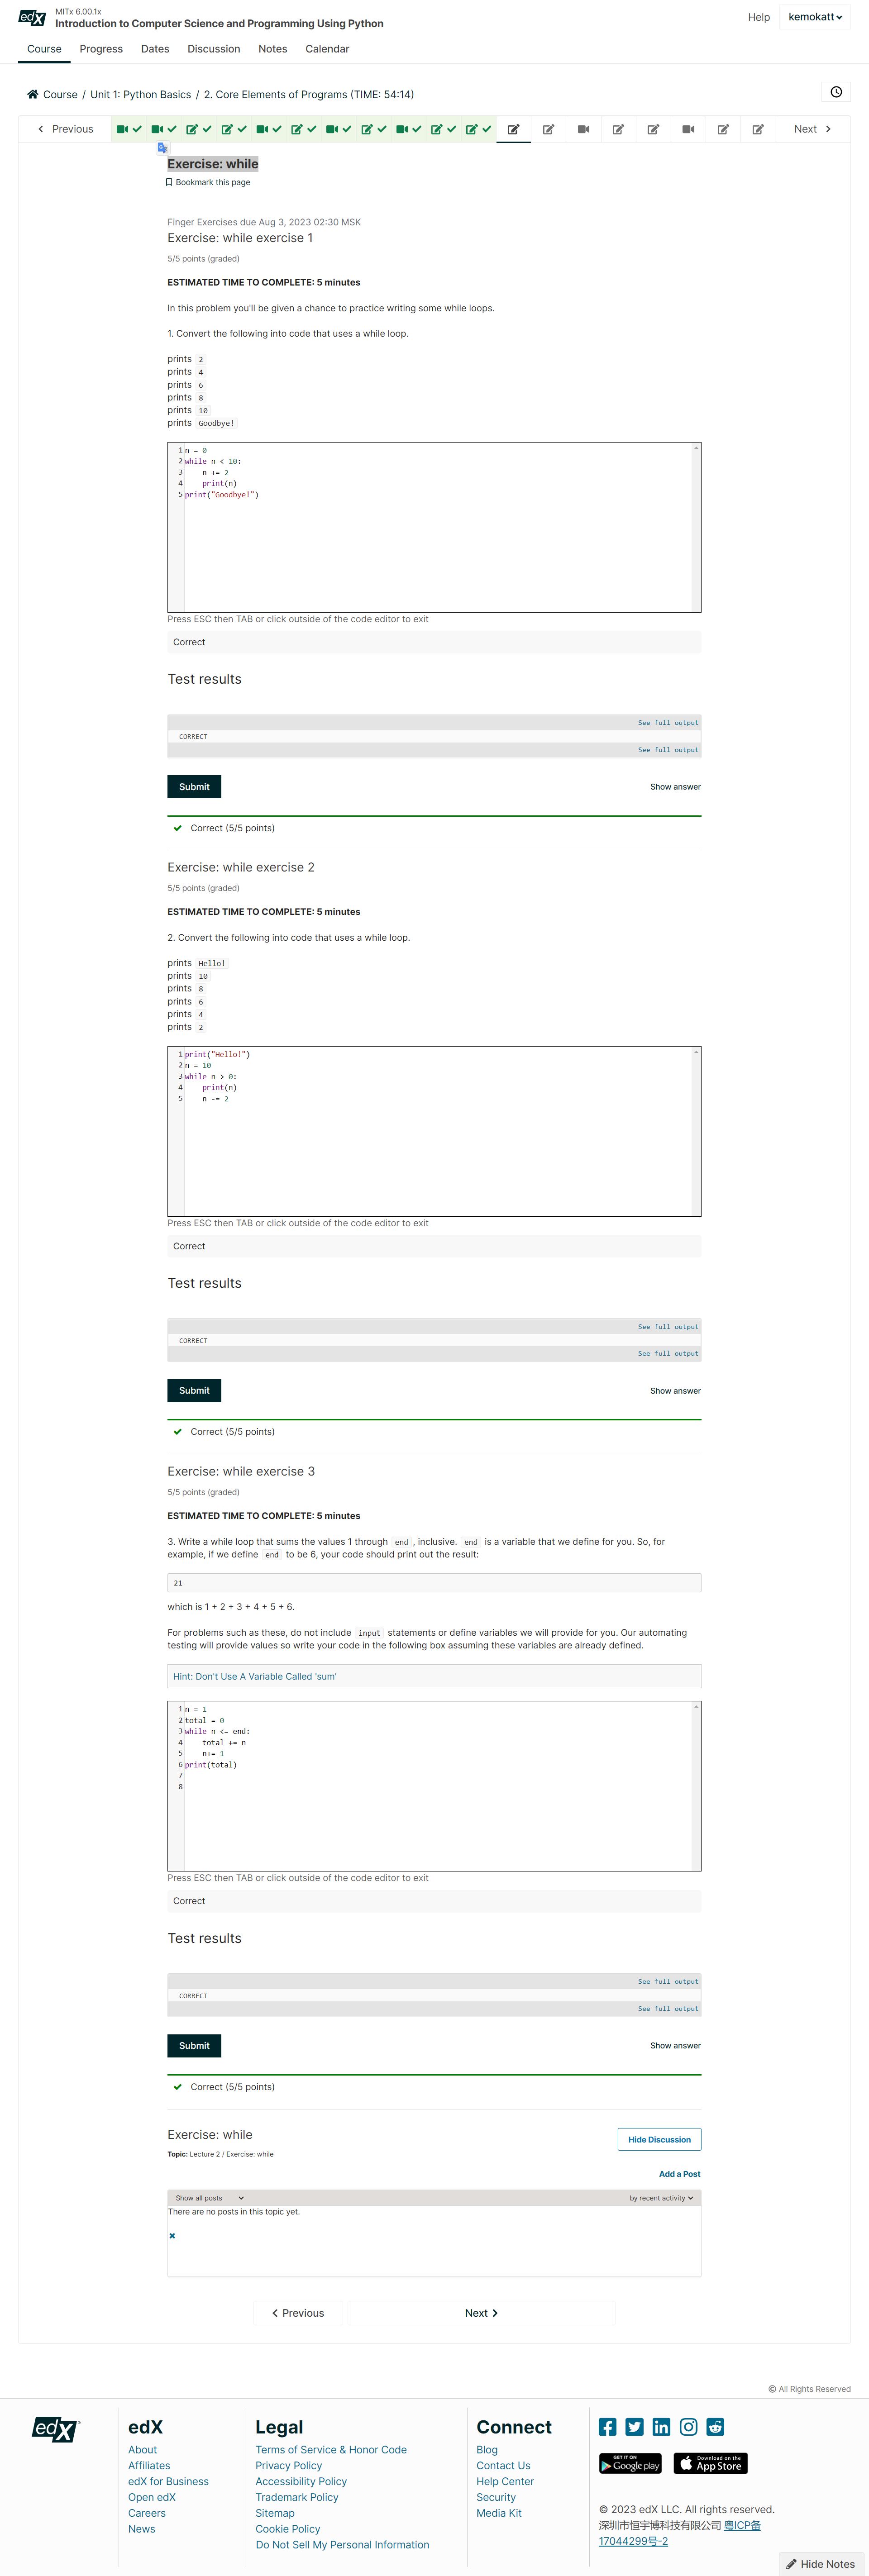 edX
MITx 6.00.1x
Introduction to Computer Science and Programming Using Python
Help
kemokatt
Course Progress Dates Discussion Notes Calendar
Course / Unit 1: Python Basics / 2. Core Elements of Programs (TIME: 54:14)
Previous
Next
Exercise: while
Bookmark this page
Finger Exercises due Aug 3, 2023 02:30 MSK
Exercise: while exercise 1
5/5 points (graded)
ESTIMATED TIME TO COMPLETE: 5 minutes
In this problem you'll be given a chance to practice writing some while loops.
1. Convert the following into code that uses a while loop.
prints 2
prints 4
prints 6
prints 8
prints 10
prints Goodbye!
1 n = 0
2 while n < 10:
3     n += 2
4     print(n)
5 print("Goodbye!")
Press ESC then TAB or click outside of the code editor to exit
Correct
Test results
See full output
CORRECT
See full output
Submit
Show answer
Correct (5/5 points)
Exercise: while exercise 2
5/5 points (graded)
ESTIMATED TIME TO COMPLETE: 5 minutes
2. Convert the following into code that uses a while loop.
prints Hello!
prints 10
prints 8
prints 6
prints 4
prints 2
1 print("Hello!")
2 n = 10
3 while n > 0:
4     print(n)
5     n -= 2
Press ESC then TAB or click outside of the code editor to exit
Correct
Test results
See full output
CORRECT
See full output
Submit
Show answer
Correct (5/5 points)
Exercise: while exercise 3
5/5 points (graded)
ESTIMATED TIME TO COMPLETE: 5 minutes
3. Write a while loop that sums the values 1 through end, inclusive. end is a variable that we define for you. So, for
example, if we define end to be 6, your code should print out the result:
21
which is 1 + 2 + 3 + 4 + 5 + 6.
For problems such as these, do not include input statements or define variables we will provide for you. Our automating
testing will provide values so write your code in the following box assuming these variables are already defined.
Hint: Don't Use A Variable Called 'sum'
1 n = 1
2 total = 0
3 while n <= end:
4     total += n
5     n+= 1
6 print(total)
7
8
Press ESC then TAB or click outside of the code editor to exit
Correct
Test results
See full output
CORRECT
See full output
Submit
Show answer
Correct (5/5 points)
Exercise: while
Hide Discussion
Topic: Lecture 2 / Exercise: while
Add a Post
Show all posts
by recent activity
There are no posts in this topic yet.
Previous
Next
© All Rights Reserved
edX
edX
About
Affiliates
edX for Business
Open edX
Careers
News
Legal
Terms of Service & Honor Code
Privacy Policy
Accessibility Policy
Trademark Policy
Sitemap
Cookie Policy
Do Not Sell My Personal Information
Connect
Blog
Contact Us
Help Center
Security
Media Kit
GET IT ON
Google play
Download on the
App Store
© 2023 edX LLC. All rights reserved.
深圳市恒宇博科技有限公司 粤ICP备
17044299号-2
Hide Notes